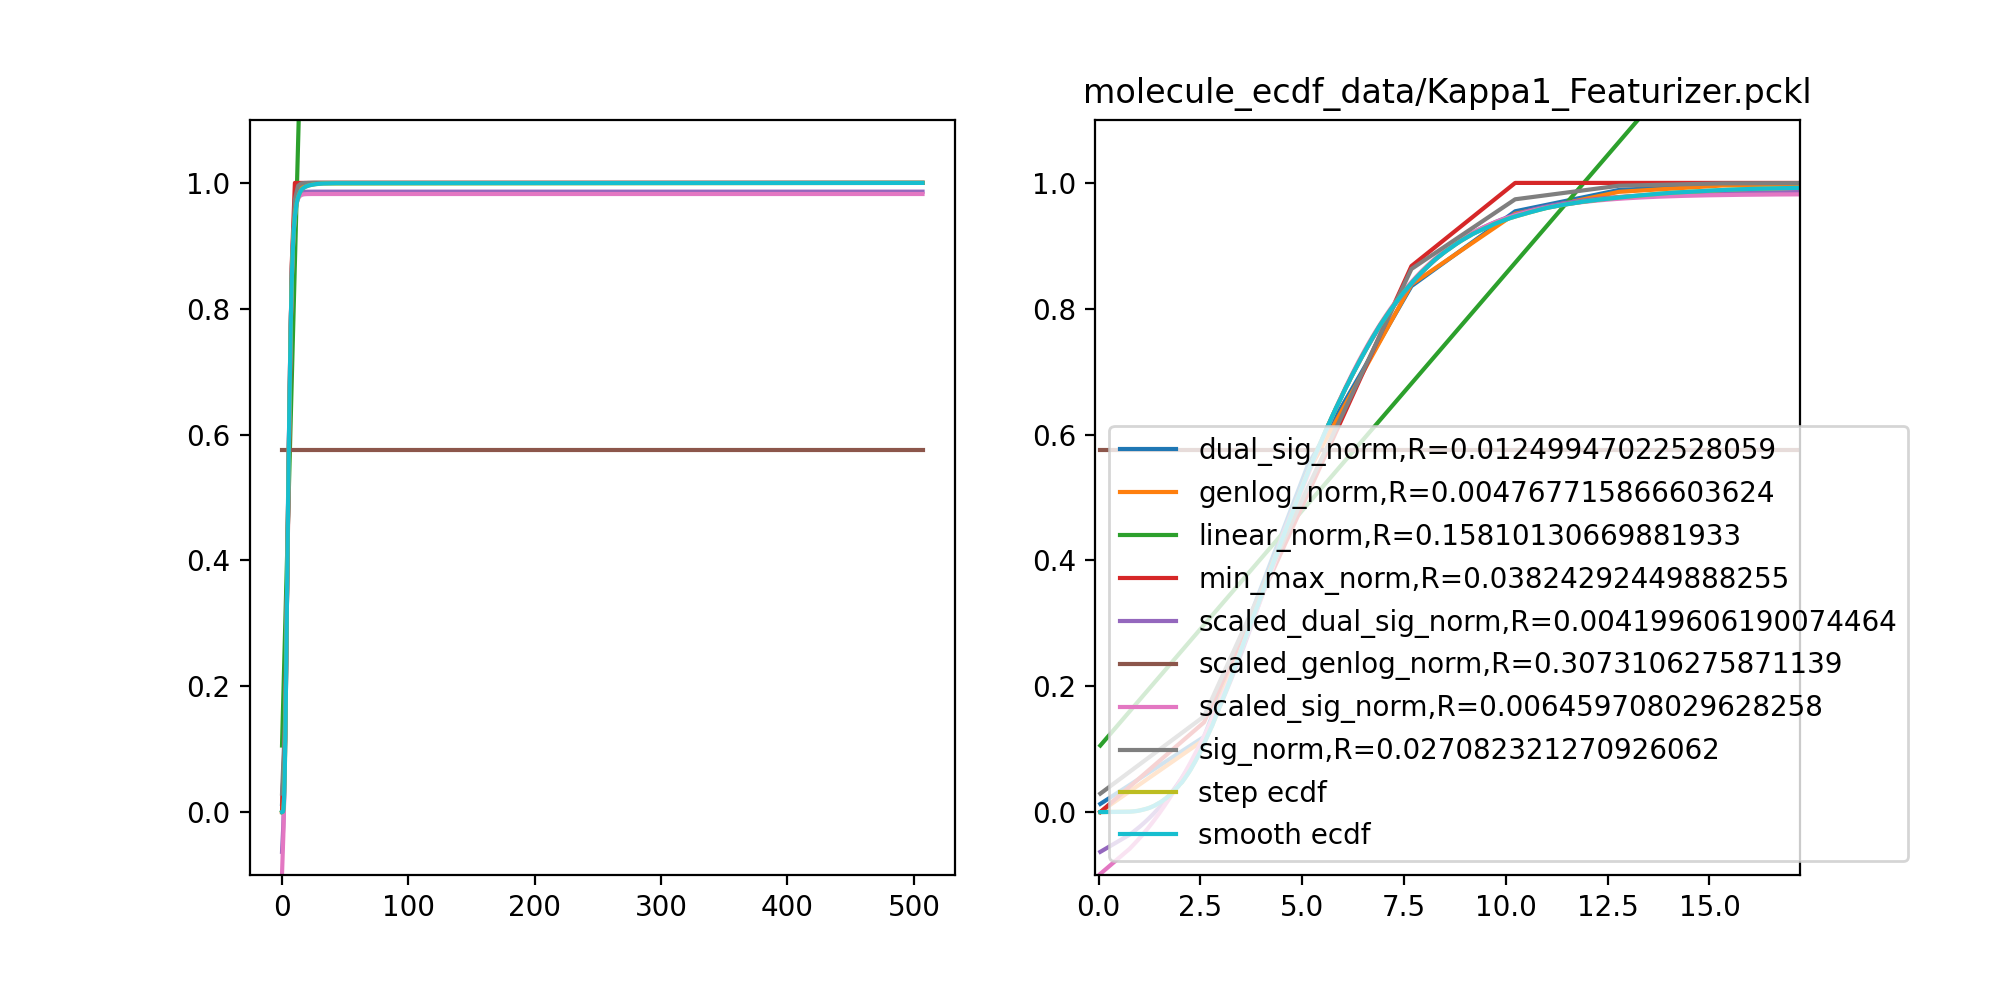 molecule_ecdf_data/Kappa1_Featurizer.pckl
1.0
0.8
0.6
0.4
0.2
0.0
0 100 200 300 400 500
1.0
0.8
0.6
0.4
0.2
0.0
dual_sig_norm,R=0.01249947022528059
genlog_norm,R=0.004767715866603624
linear_norm,R=0.15810130669881933
min_max_norm,R=0.03824292449888255
scaled_dual_sig_norm,R=0.004199606190074464
scaled_genlog_norm,R=0.3073106275871139
scaled_sig_norm,R=0.006459708029628258
sig_norm,R=0.027082321270926062
step ecdf
smooth ecdf
0.0 2.5 5.0 7.5 10.0 12.5 15.0